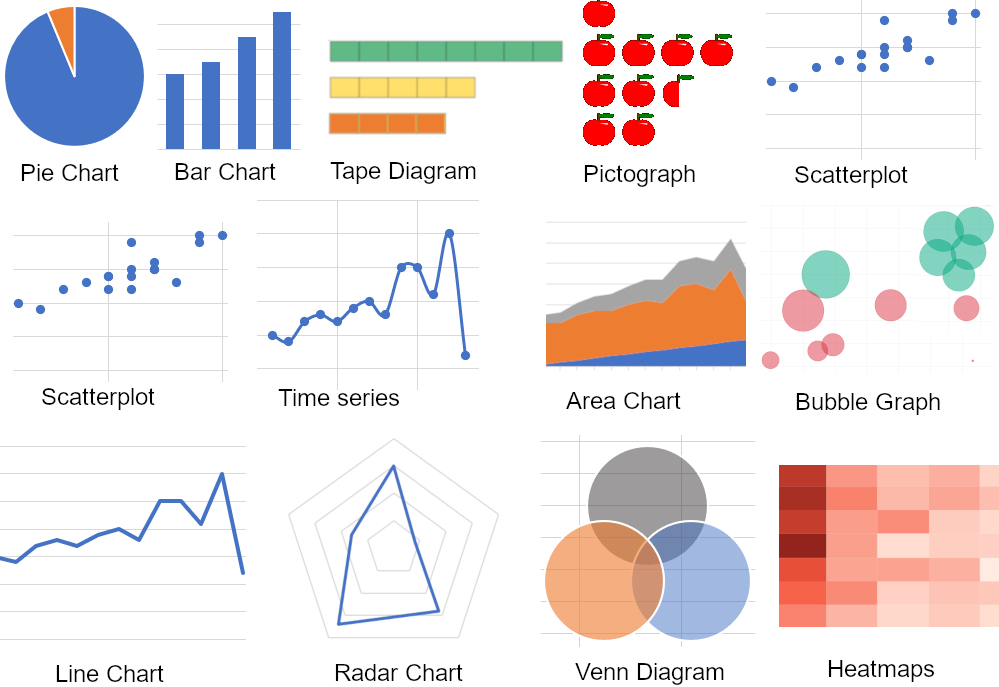 Pie Chart
Bar Chart
Tape Diagram
Pictograph
Scatterplot
Scatterplot
Time series
Area Chart
Bubble Graph
Line Chart
Radar Chart
Venn Diagram
Heatmaps